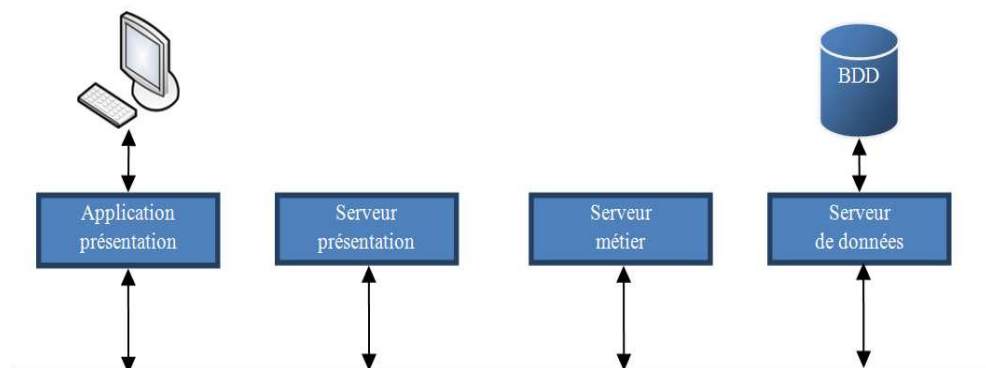 BDD
Application
présentation
Serveur
présentation
Serveur
métier
Serveur
de données